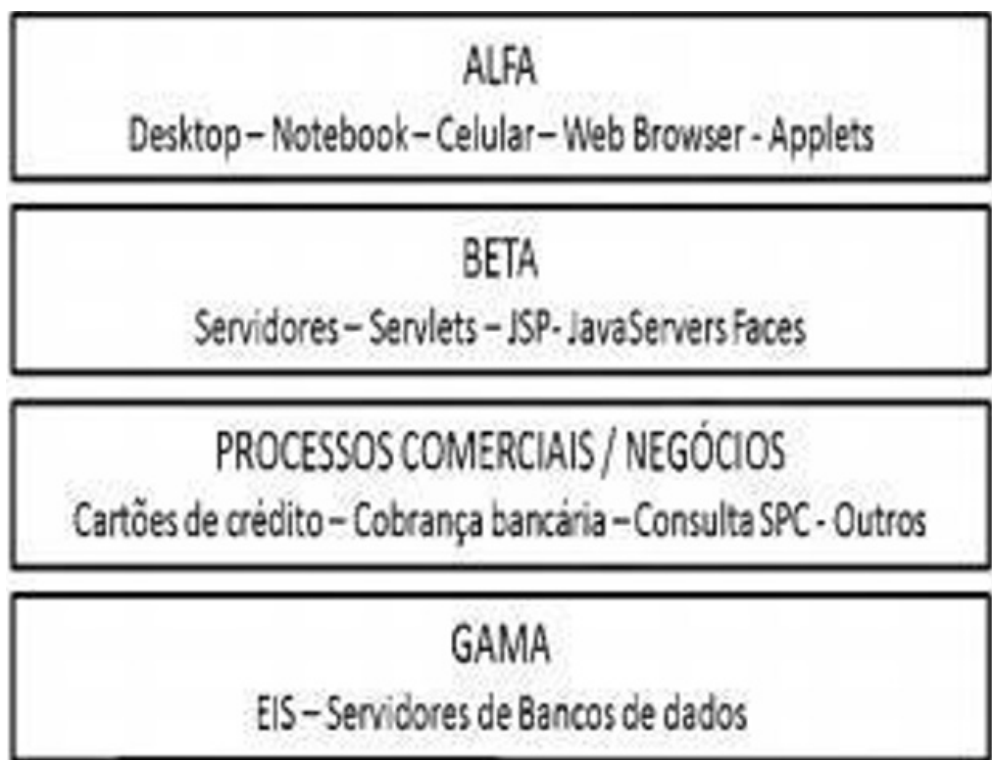 ALFA
Desktop – Notebook – Celular – Web Browser - Applets
BETA
Servidores – Servlets – JSP- JavaServers Faces
PROCESSOS COMERCIAIS / NEGÓCIOS
Cartões de crédito – Cobrança bancária – Consulta SPC - Outros
GAMA
EIS – Servidores de Bancos de dados